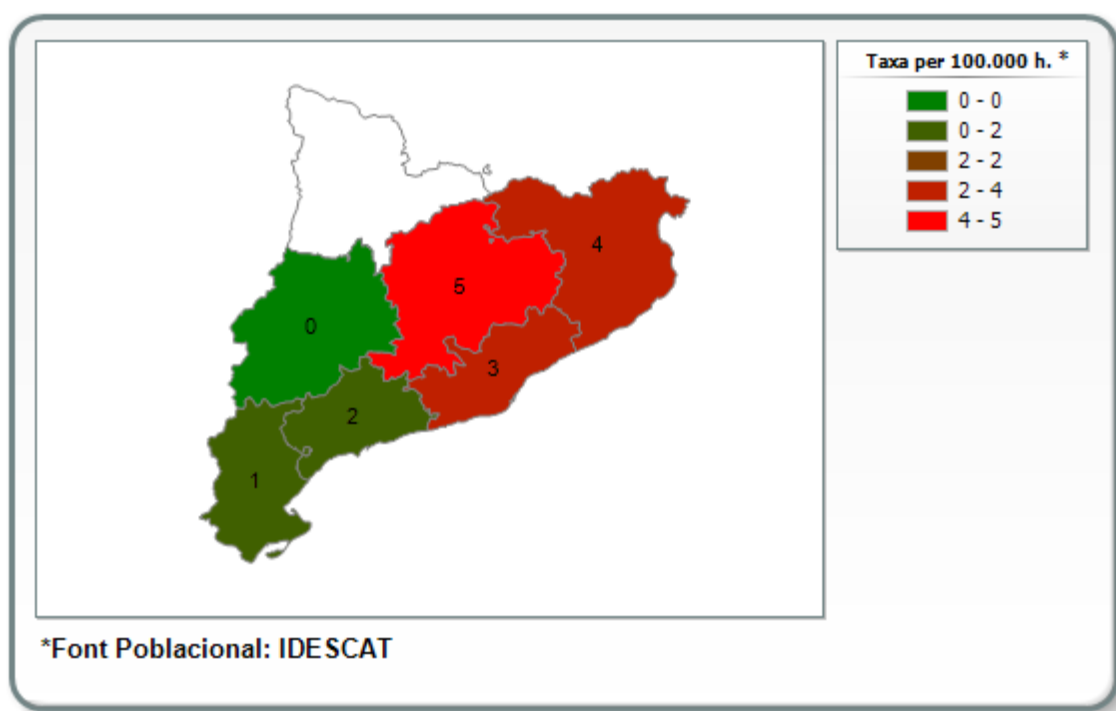 Taxa per 100.000 h. *
0 - 0
0 - 2
2 - 2
2 - 4
4 - 5
4
5
0
3
2
1
*Font Poblacional: IDESCAT